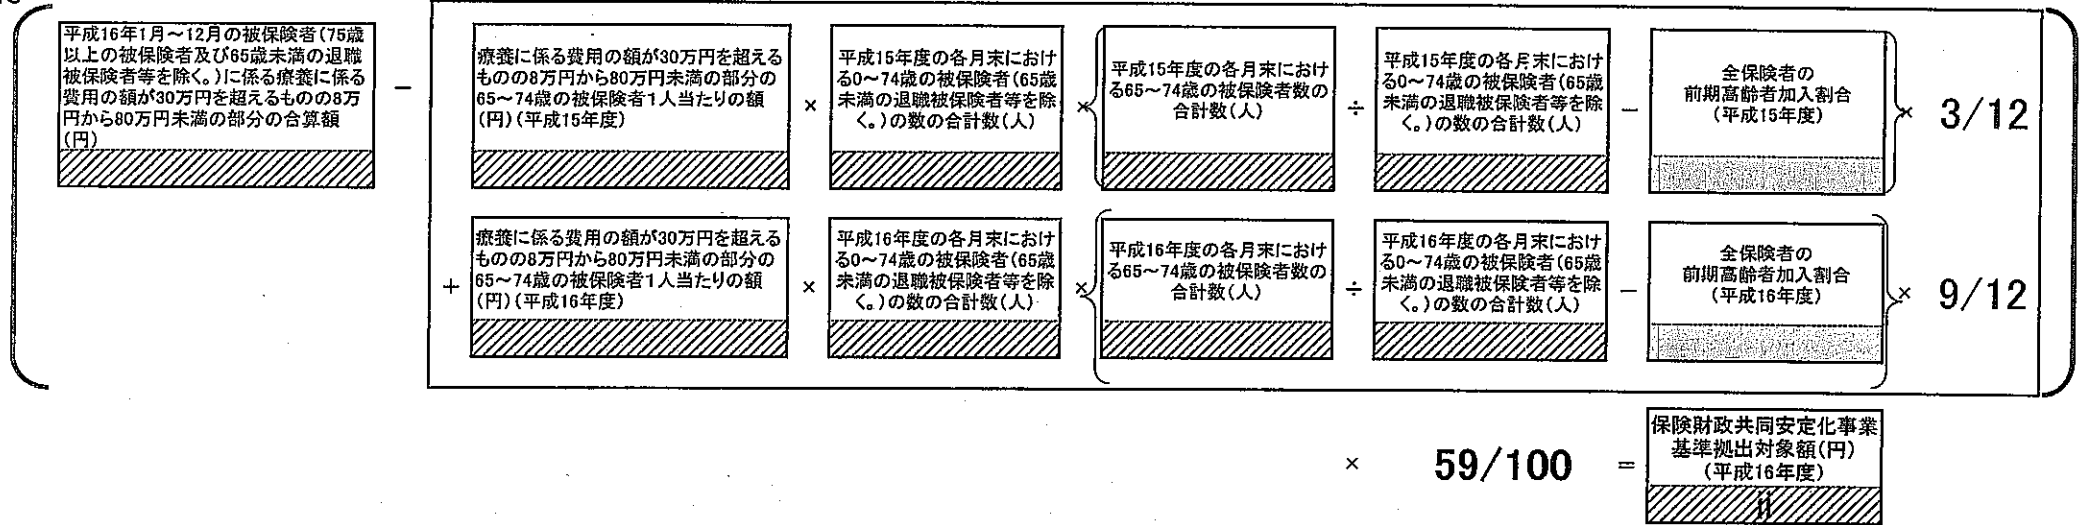 平成16年1月～12月の被保険者(75歳
以上の被保険者及び65歳未満の退職
被保険者等を除く。)に係る療養に係る
費用の額が30万円を超えるものの8万
円から80万円未満の部分の合算額
(円)
－
療養に係る費用の額が30万円を超える
ものの8万円から80万円未満の部分の
65～74歳の被保険者1人当たりの額
(円)(平成15年度)
×
平成15年度の各月末におけ
る0～74歳の被保険者(65歳
未満の退職被保険者等を除
く。)の数の合計数(人)
×
平成15年度の各月末におけ
る65～74歳の被保険者数の
合計数(人)
÷
平成15年度の各月末におけ
る0～74歳の被保険者(65歳
未満の退職被保険者等を除
く。)の数の合計数(人)
－
全保険者の
前期高齢者加入割合
(平成15年度)
× 3/12
＋
療養に係る費用の額が30万円を超える
ものの8万円から80万円未満の部分の
65～74歳の被保険者1人当たりの額
(円)(平成16年度)
×
平成16年度の各月末におけ
る0～74歳の被保険者(65歳
未満の退職被保険者等を除
く。)の数の合計数(人)
×
平成16年度の各月末におけ
る65～74歳の被保険者数の
合計数(人)
÷
平成16年度の各月末におけ
る0～74歳の被保険者(65歳
未満の退職被保険者等を除
く。)の数の合計数(人)
－
全保険者の
前期高齢者加入割合
(平成16年度)
× 9/12
× 59/100 ＝
保険財政共同安定化事業
基準拠出対象額(円)
(平成16年度)
ii